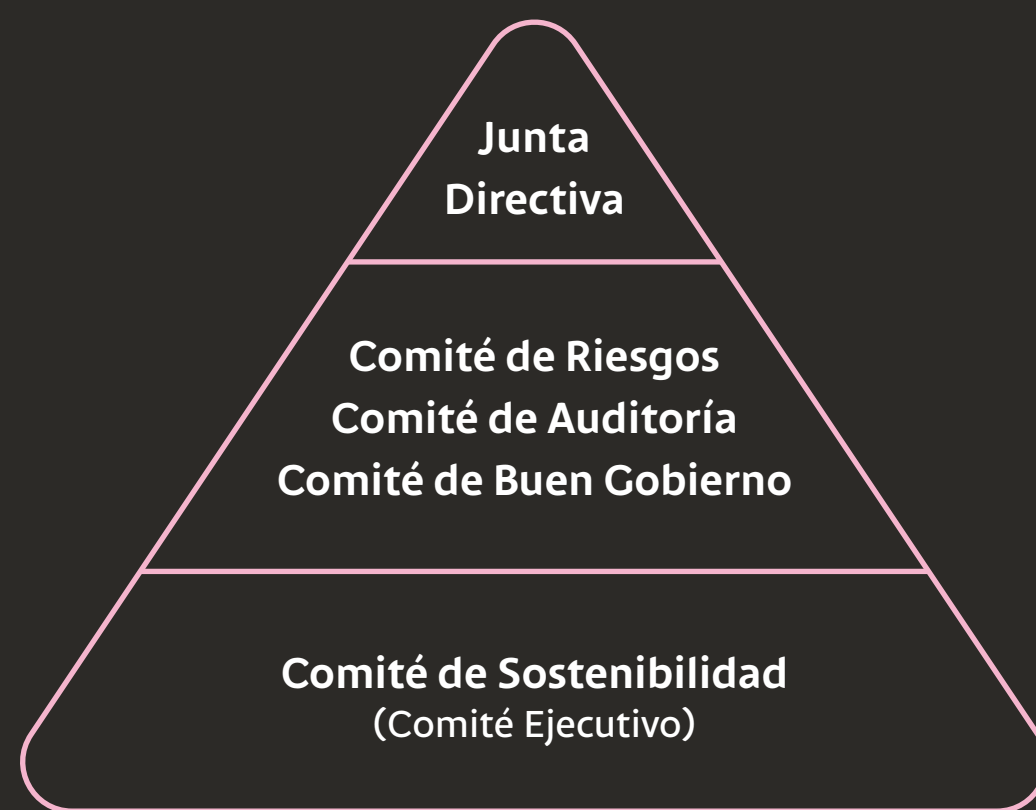 Junta
Directiva
Comité de Riesgos
Comité de Auditoría
Comité de Buen Gobierno
Comité de Sostenibilidad
(Comité Ejecutivo)